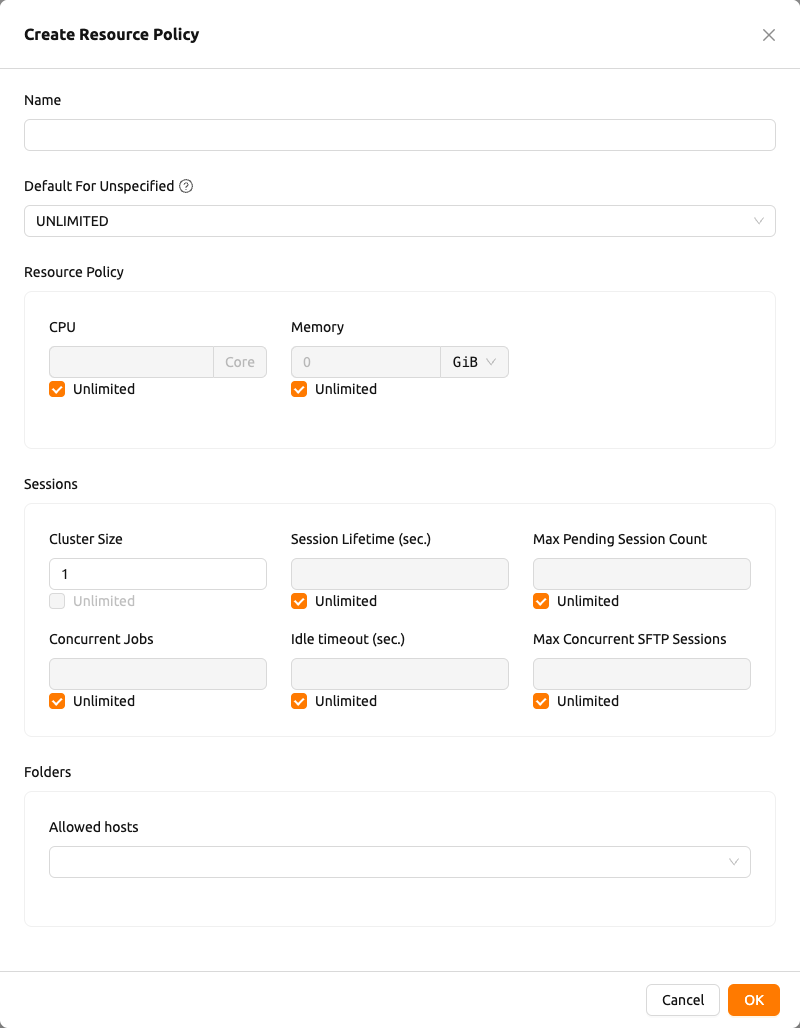 Create Resource Policy
Name
Default For Unspecified
UNLIMITED
Resource Policy
CPU Memory
Core 0 GiB
Unlimited Unlimited
Sessions
Cluster Size Session Lifetime (sec.) Max Pending Session Count
1
Unlimited Unlimited Unlimited
Concurrent Jobs Idle timeout (sec.) Max Concurrent SFTP Sessions
Unlimited Unlimited Unlimited
Folders
Allowed hosts
Cancel OK